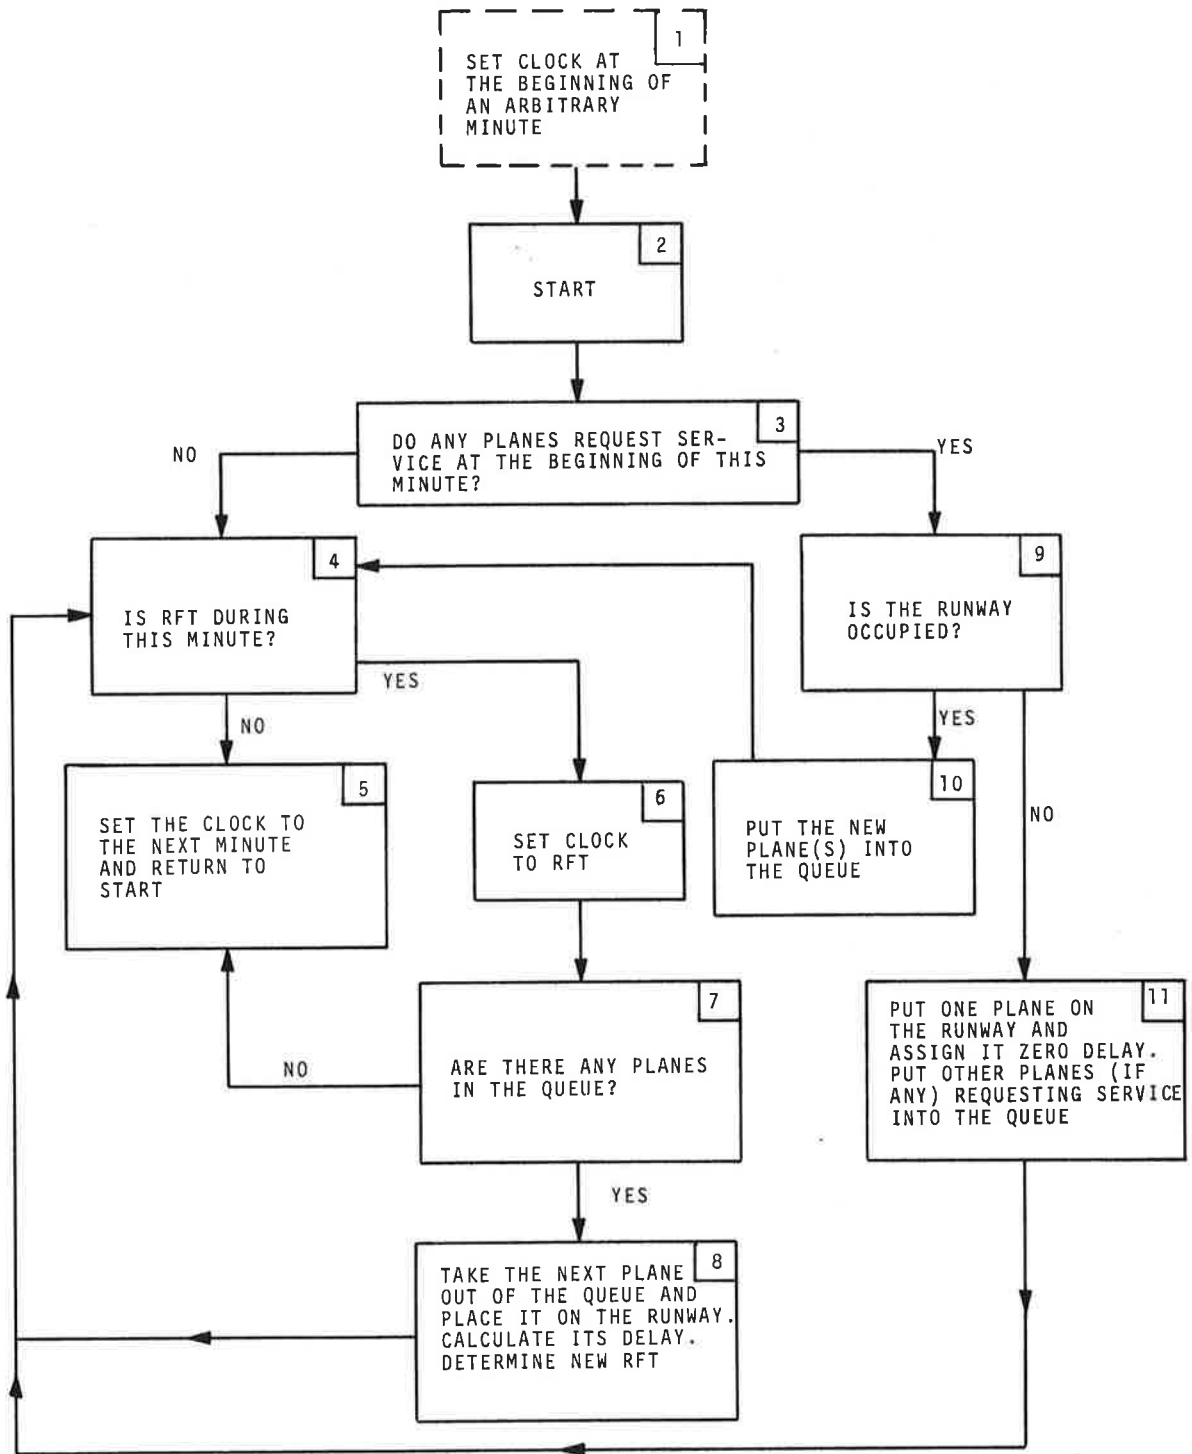 1
SET CLOCK AT
THE BEGINNING OF
AN ARBITRARY
MINUTE
2
START
3
DO ANY PLANES REQUEST SER-
VICE AT THE BEGINNING OF THIS
MINUTE?
NO
YES
4
IS RFT DURING
THIS MINUTE?
YES
NO
9
IS THE RUNWAY
OCCUPIED?
YES
NO
5
SET THE CLOCK TO
THE NEXT MINUTE
AND RETURN TO
START
6
SET CLOCK
TO RFT
10
PUT THE NEW
PLANE(S) INTO
THE QUEUE
7
ARE THERE ANY PLANES
IN THE QUEUE?
NO
YES
11
PUT ONE PLANE ON
THE RUNWAY AND
ASSIGN IT ZERO DELAY.
PUT OTHER PLANES (IF
ANY) REQUESTING SERVICE
INTO THE QUEUE
8
TAKE THE NEXT PLANE
OUT OF THE QUEUE AND
PLACE IT ON THE RUNWAY.
CALCULATE ITS DELAY.
DETERMINE NEW RFT